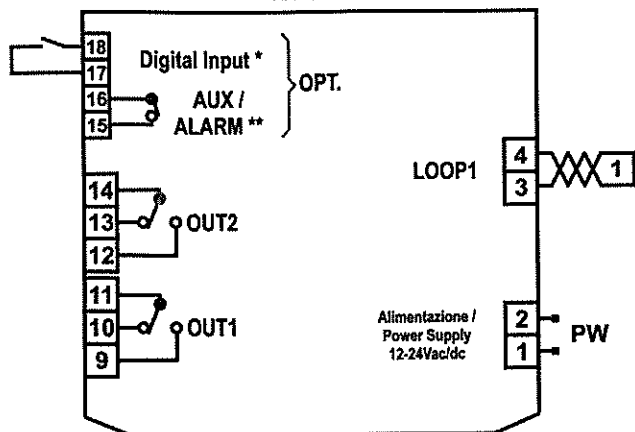 18
17
Digital Input *
16
15
AUX /
ALARM **
OPT.
14
13
12
OUT2
11
10
9
OUT1
LOOP1
4
3
1
Alimentazione /
Power Supply
12-24Vac/dc
2
1
PW